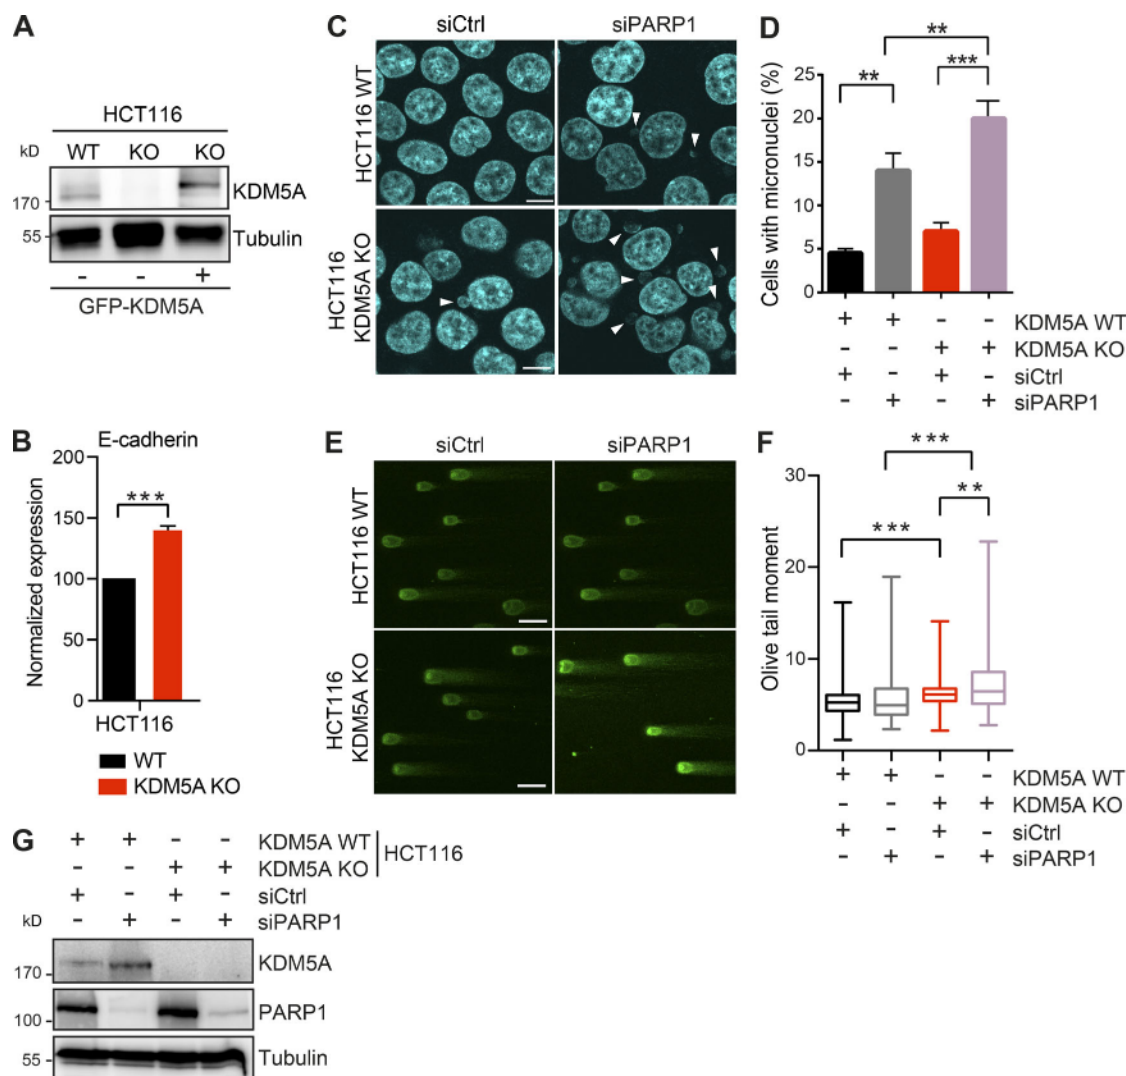 A
HCT116
kD
WT KO KO
KDM5A
170
55
Tubulin
- - +
GFP-KDM5A
B
E-cadherin
200
***
150
100
50
0
Normalized expression
HCT116
WT
KDM5A KO
C
siCtrl siPARP1
HCT116 WT
HCT116
KDM5A KO
D
**
** ***
25
20
15
10
5
0
Cells with micronuclei (%)
+ + - - KDM5A WT
- - + + KDM5A KO
+ - + - siCtrl
- + - + siPARP1
E
siCtrl siPARP1
HCT116 WT
HCT116
KDM5A KO
F
***
**
***
30
20
10
0
Olive tail moment
+ + - - KDM5A WT
- - + + KDM5A KO
+ - + - siCtrl
- + - + siPARP1
G
+ + - - KDM5A WT
HCT116
- - + + KDM5A KO
+ - + - siCtrl
kD - + - + siPARP1
KDM5A
170
PARP1
100
55 Tubulin